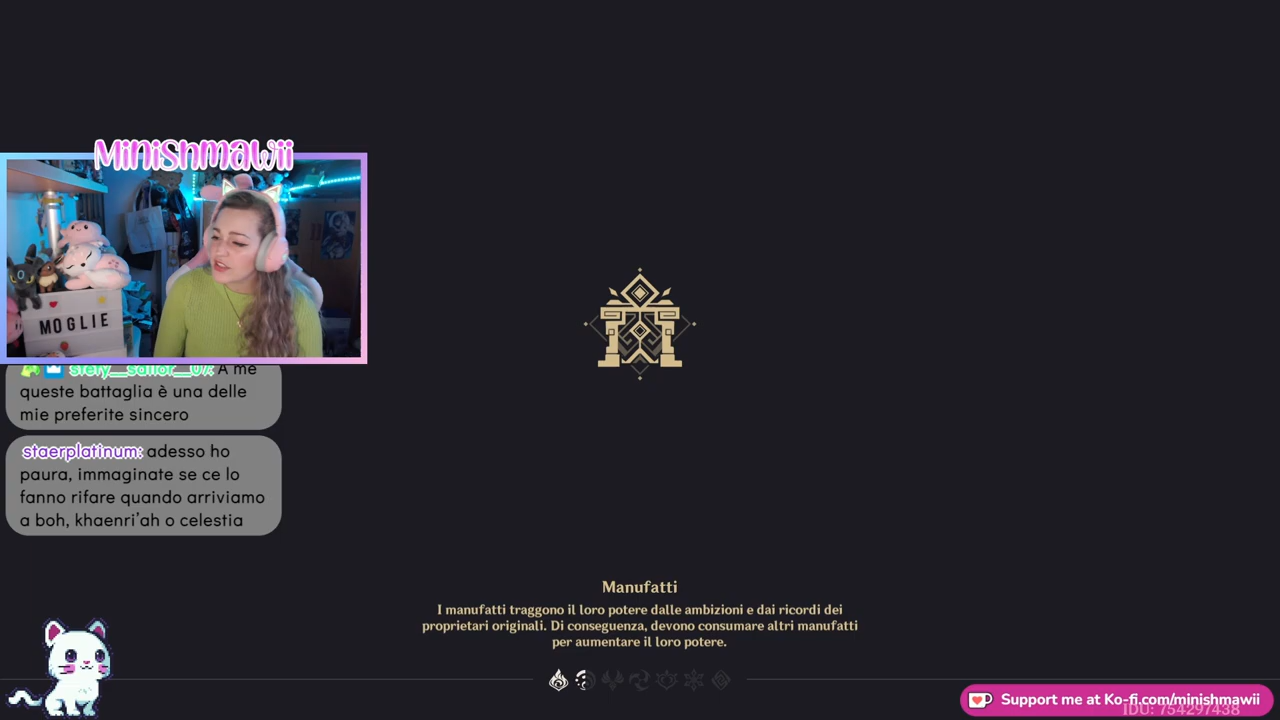 Minishmawii
MOGLIE
stefy__sailor__07: A me
queste battaglia è una delle
mie preferite sincero
staerplatinum: adesso ho
paura, immaginate se ce lo
fanno rifare quando arriviamo
a boh, khaenri'ah o celestia
Manufatti
I manufatti traggono il loro potere dalle ambizioni e dai ricordi dei
proprietari originali. Di conseguenza, devono consumare altri manufatti
per aumentare il loro potere.
Support me at Ko-fi.com/minishmawii
IDU: 754297438